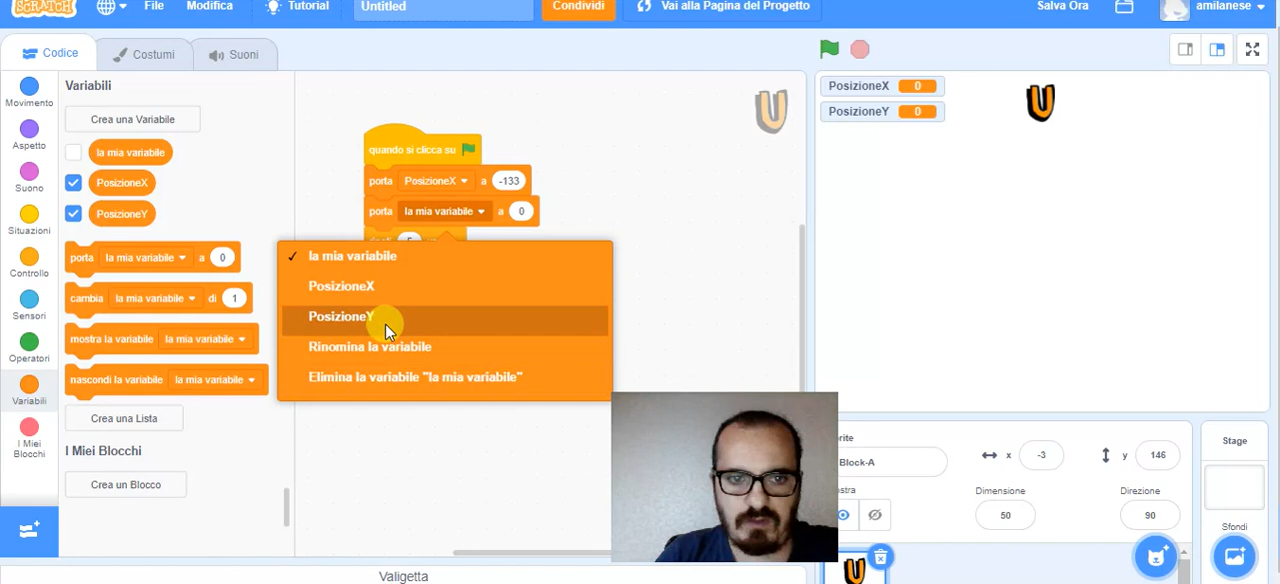 SCRATCH File Modifica Tutorial Untitled Condividi Vai alla Pagina del Progetto Salva Ora amilanese
Codice Costumi Suoni
Movimento
Aspetto
Suono
Situazioni
Controllo
Sensori
Operatori
Variabili
I Miei
Blocchi
Variabili
Crea una Variabile
la mia variabile
PosizioneX
PosizioneY
porta la mia variabile a 0
cambia la mia variabile di 1
mostra la variabile la mia variabile
nascondi la variabile la mia variabile
Crea una Lista
I Miei Blocchi
Crea un Blocco
quando si clicca su
porta PosizioneX a -133
porta la mia variabile a 0
✓ la mia variabile
PosizioneX
PosizioneY
Rinomina la variabile
Elimina la variabile "la mia variabile"
U
PosizioneX 0
PosizioneY 0
U
Block-A
x -3
y 146
Dimensione
50
Direzione
90
U
Stage
Sfondi
Valigetta